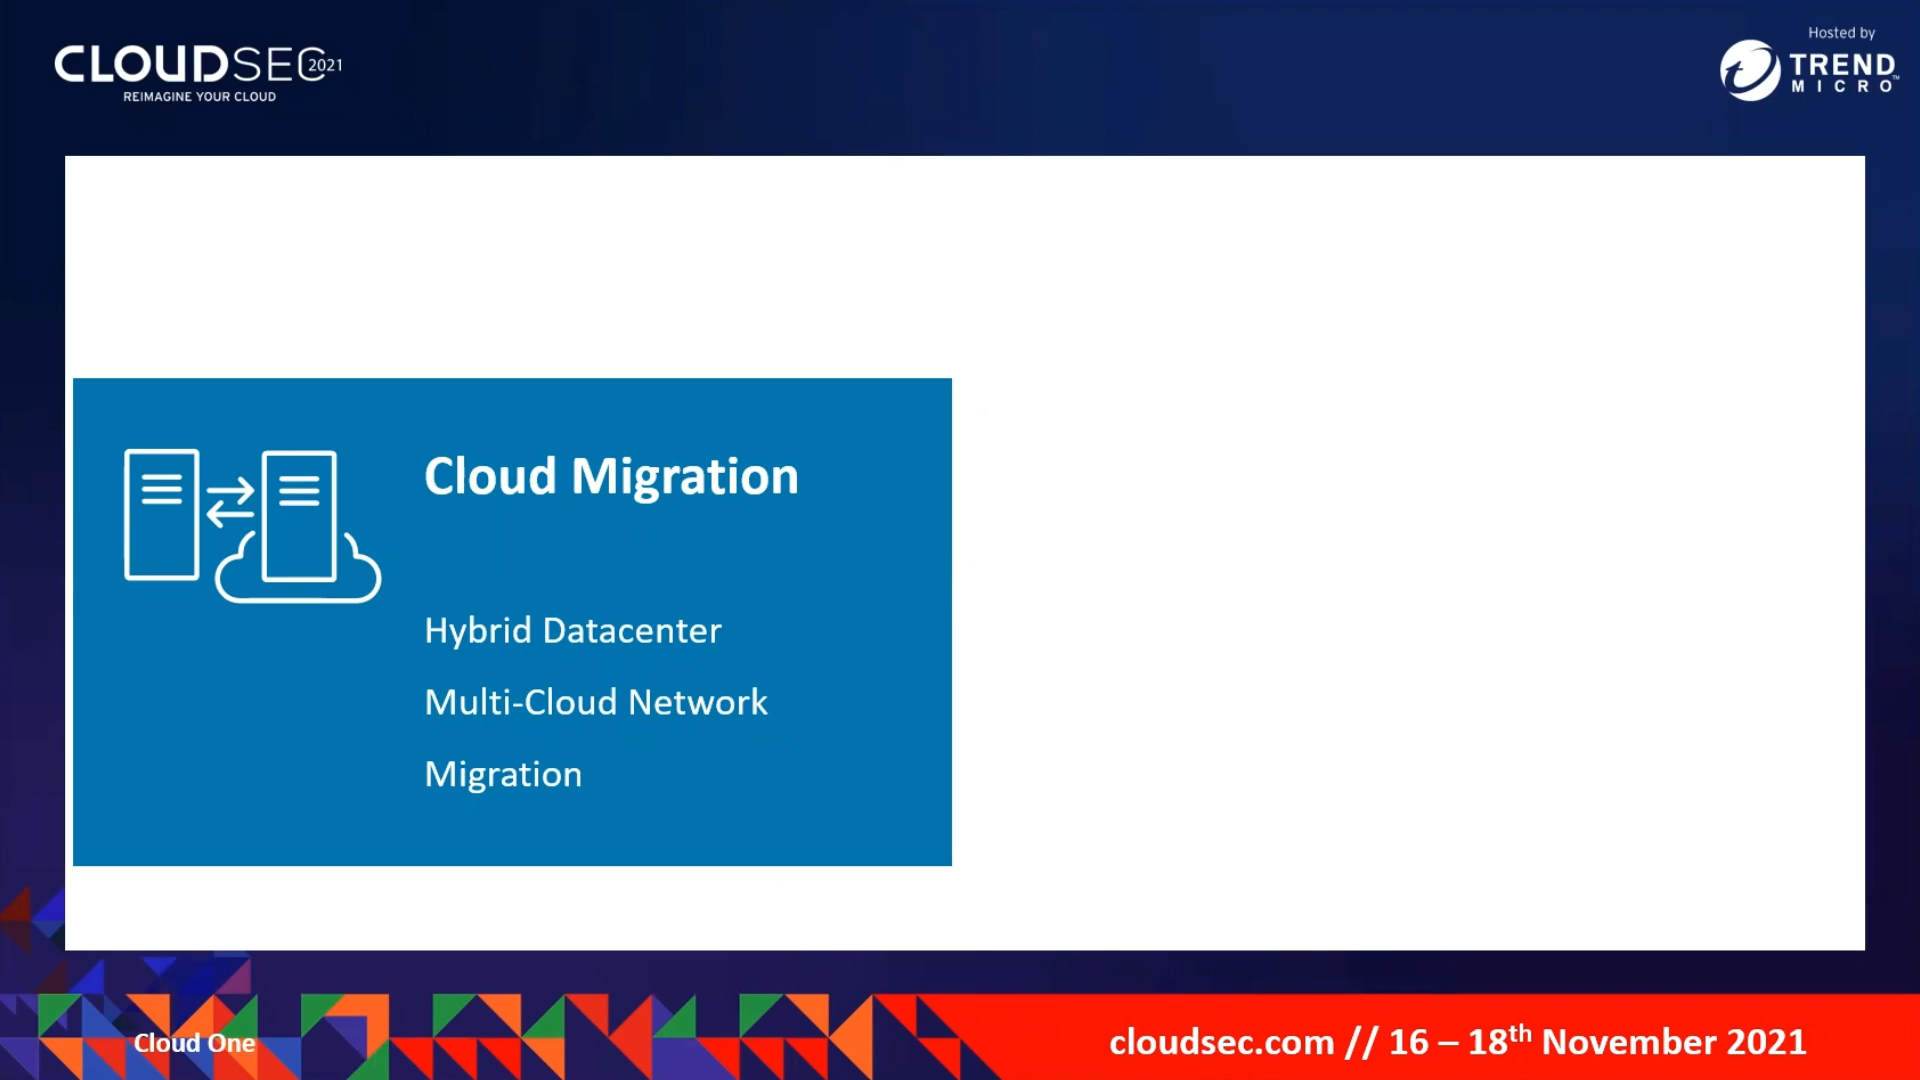 CLOUDSEC 2021
REIMAGINE YOUR CLOUD
Hosted by
TREND
MICRO™
Cloud Migration
Hybrid Datacenter
Multi-Cloud Network
Migration
Cloud One
cloudsec.com // 16 – 18th November 2021